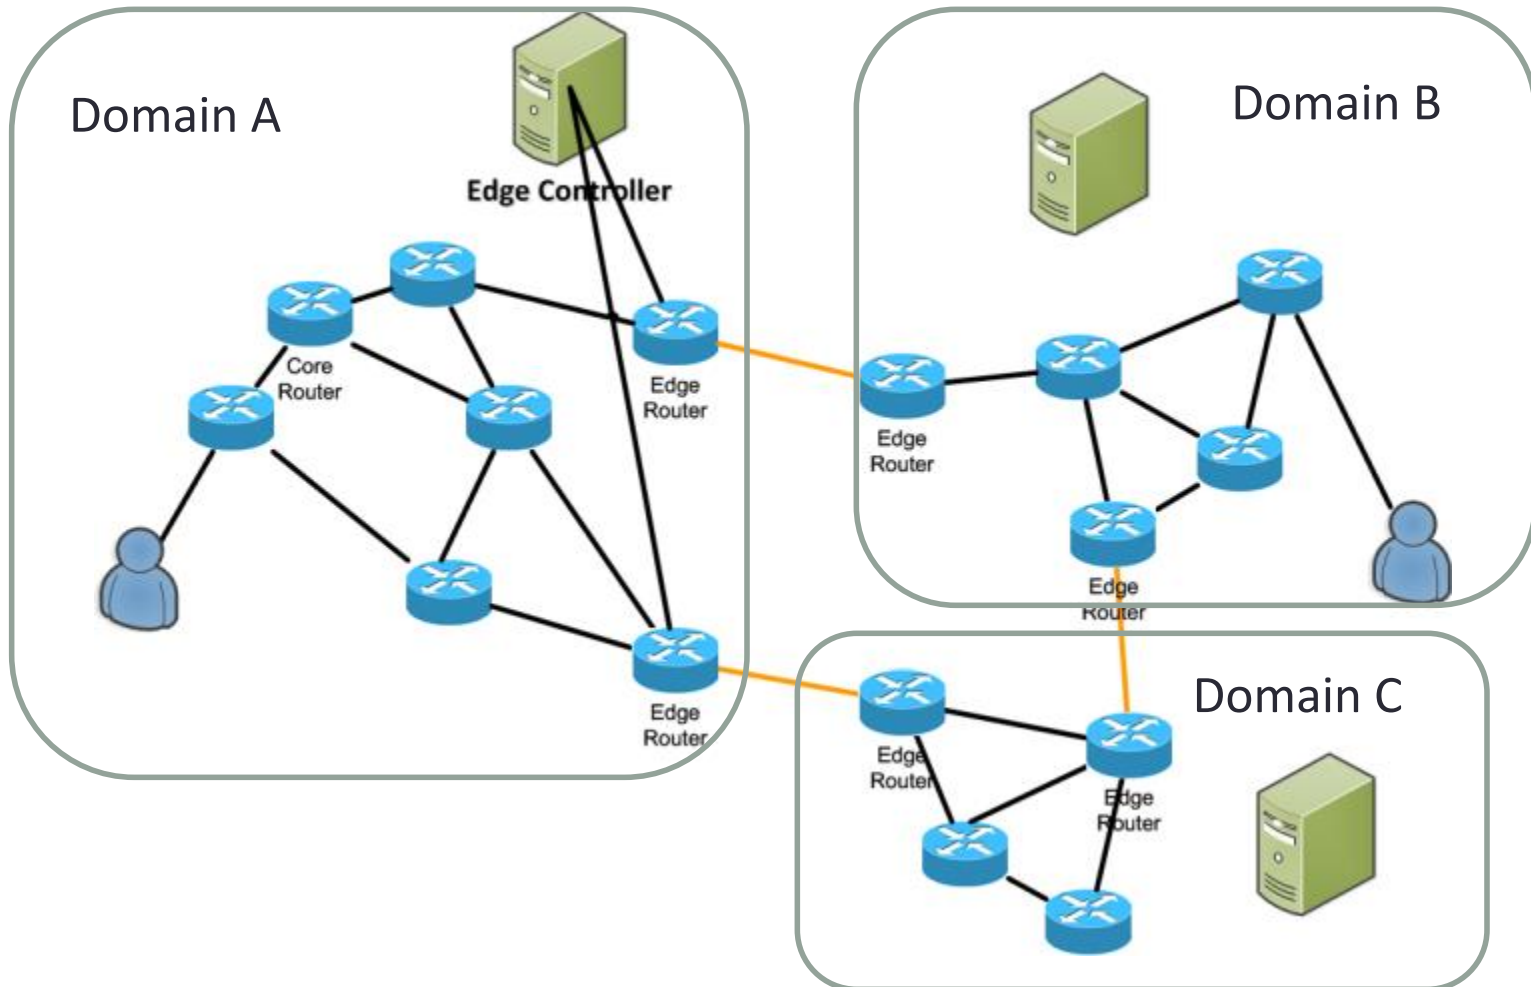 Domain A
Edge Controller
Domain B
Core
Router
Edge
Router
Edge
Router
Edge
Router
Edge
Router
Domain C
Edge
Router
Edge
Router